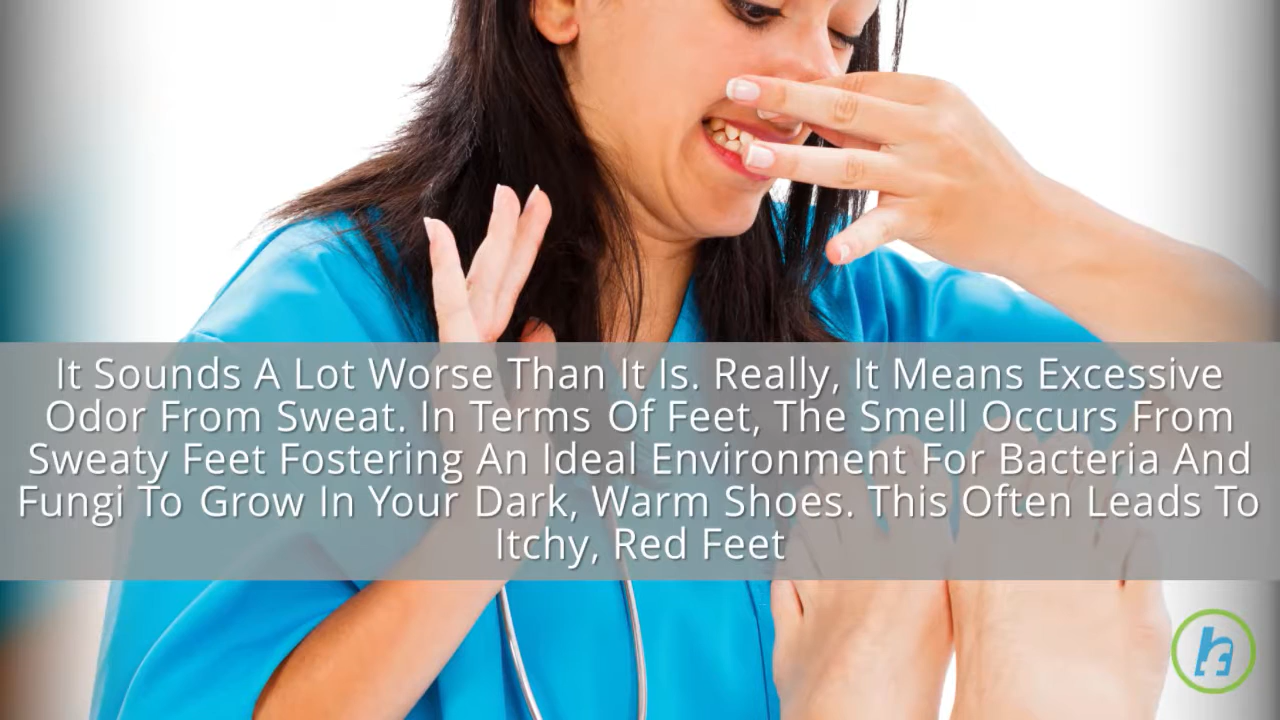 It Sounds A Lot Worse Than It Is. Really, It Means Excessive
Odor From Sweat. In Terms Of Feet, The Smell Occurs From
Sweaty Feet Fostering An Ideal Environment For Bacteria And
Fungi To Grow In Your Dark, Warm Shoes. This Often Leads To
Itchy, Red Feet